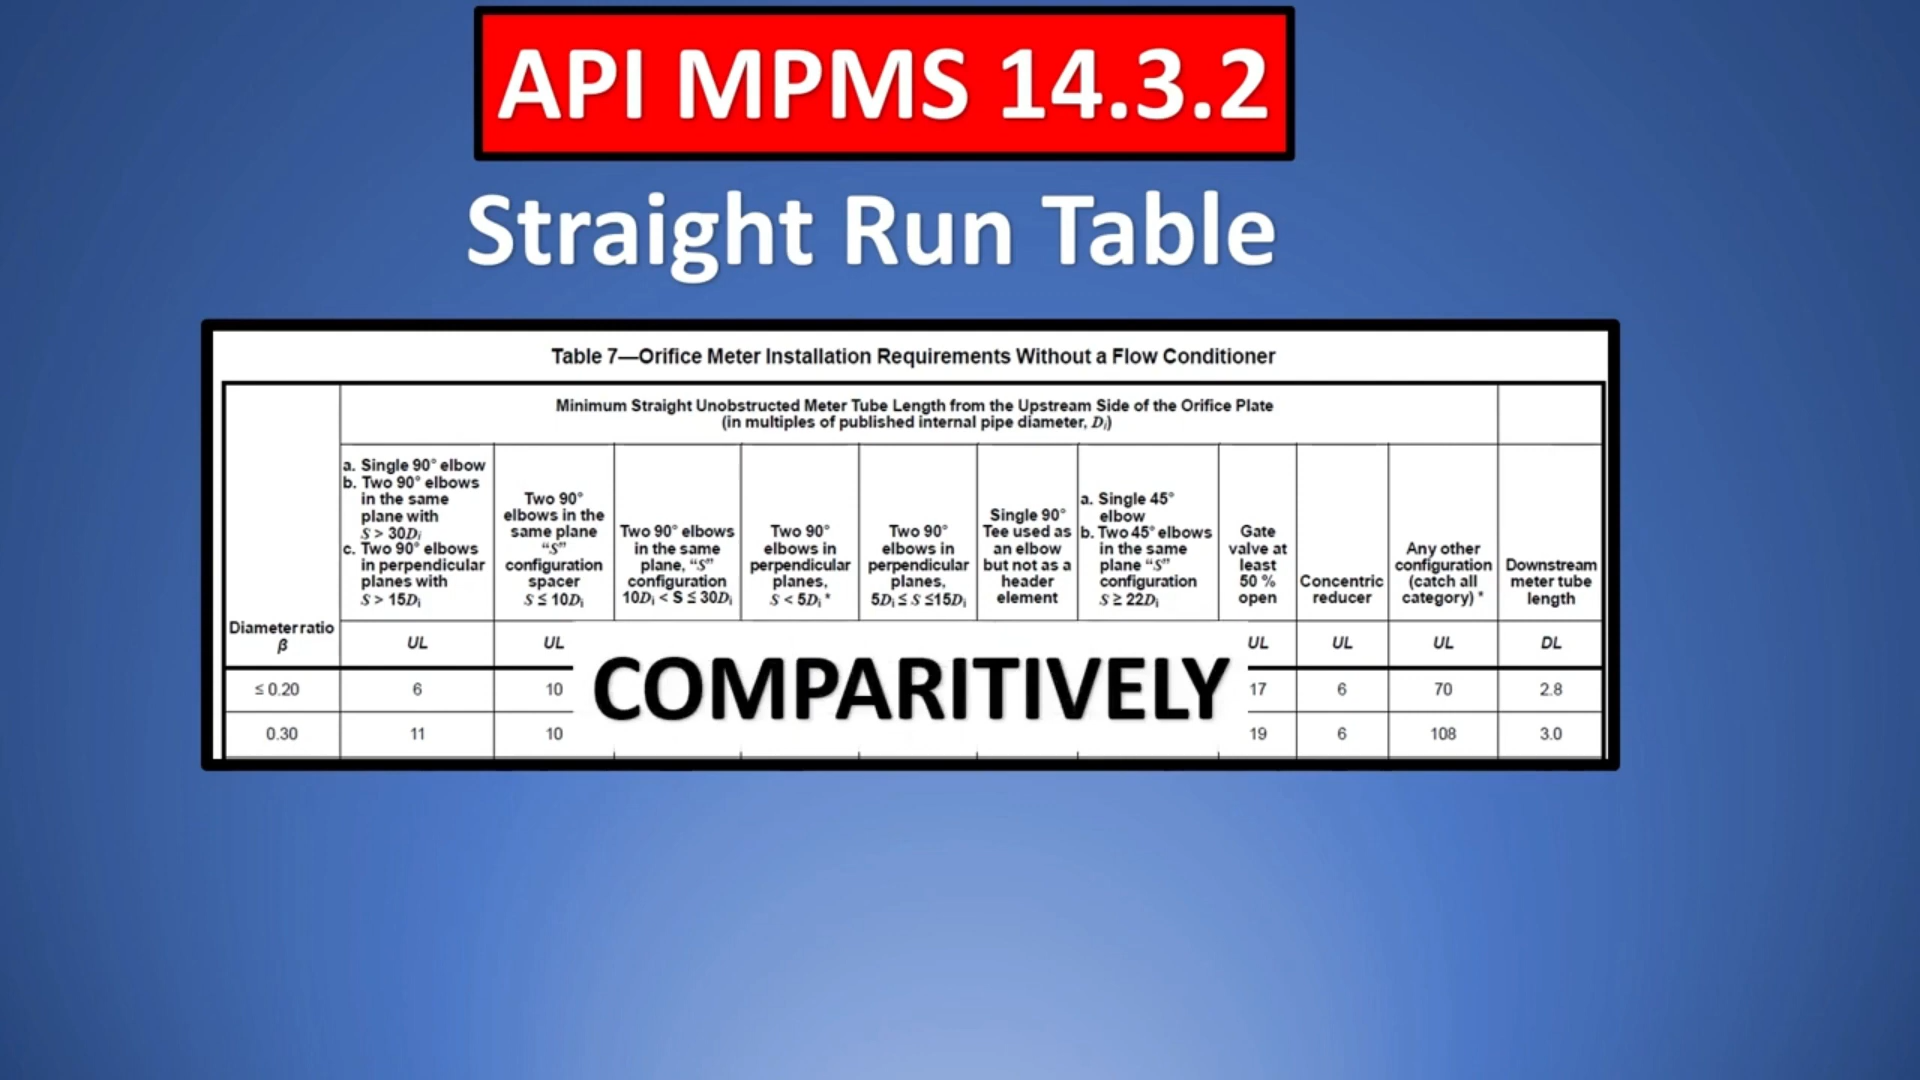 API MPMS 14.3.2
Straight Run Table
Table 7—Orifice Meter Installation Requirements Without a Flow Conditioner
Minimum Straight Unobstructed Meter Tube Length from the Upstream Side of the Orifice Plate
(in multiples of published internal pipe diameter, Di)
Diameter ratio
β
a. Single 90° elbow
b. Two 90° elbows
in the same
plane with
S > 30Di
c. Two 90° elbows
in perpendicular
planes with
S > 15Di
Two 90°
elbows in the
same plane
“S”
configuration
spacer
S ≤ 10Di
Two 90° elbows
in the same
plane, “S”
configuration
10Di < S ≤ 30Di
Two 90°
elbows in
perpendicular
planes,
S < 5Di *
Two 90°
elbows in
perpendicular
planes,
5Di ≤ S ≤15Di
Single 90°
Tee used as
an elbow
but not as a
header
element
a. Single 45°
elbow
b. Two 45° elbows
in the same
plane “S”
configuration
S ≥ 22Di
Gate
valve at
least
50 %
open
Concentric
reducer
Any other
configuration
(catch all
category) *
Downstream
meter tube
length
UL UL UL UL UL DL
≤ 0.20 6 10 17 6 70 2.8
0.30 11 10 19 6 108 3.0
COMPARITIVELY